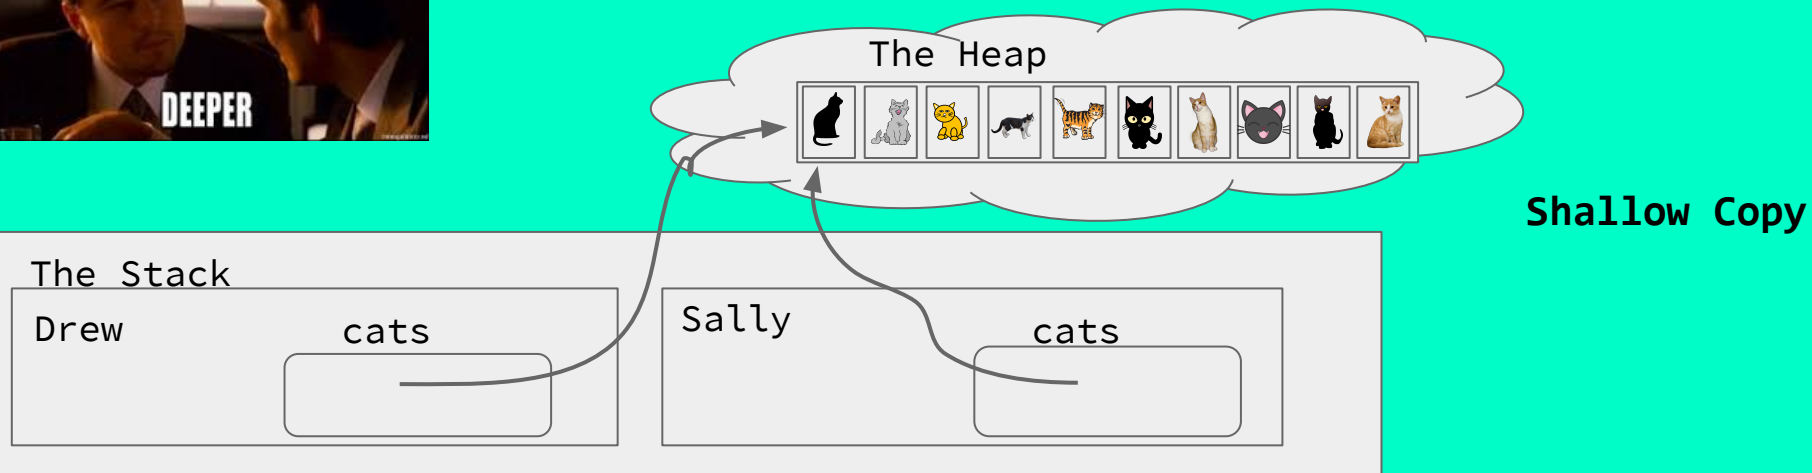 DEEPER
The Heap
Shallow Copy
The Stack
Drew
cats
Sally
cats